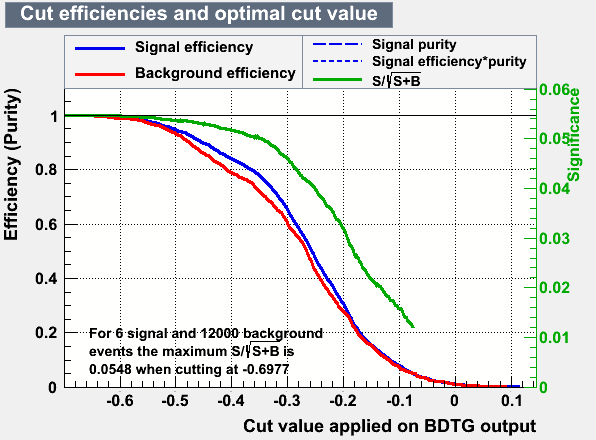 Cut efficiencies and optimal cut value
Signal efficiency
Background efficiency
Signal purity
Signal efficiency*purity
S/√S+B
Efficiency (Purity)
1
0.8
0.6
0.4
0.2
0
0.06
0.05
0.04
0.03
0.02
0.01
0
Significance
For 6 signal and 12000 background
events the maximum S/√S+B is
0.0548 when cutting at -0.6977
-0.6 -0.5 -0.4 -0.3 -0.2 -0.1 0 0.1
Cut value applied on BDTG output